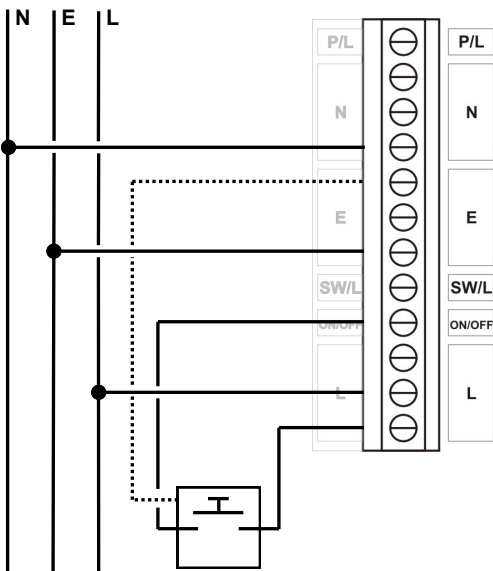 N E L
P/L P/L
N N
E E
SW/L SW/L
ON/OFF ON/OFF
L L